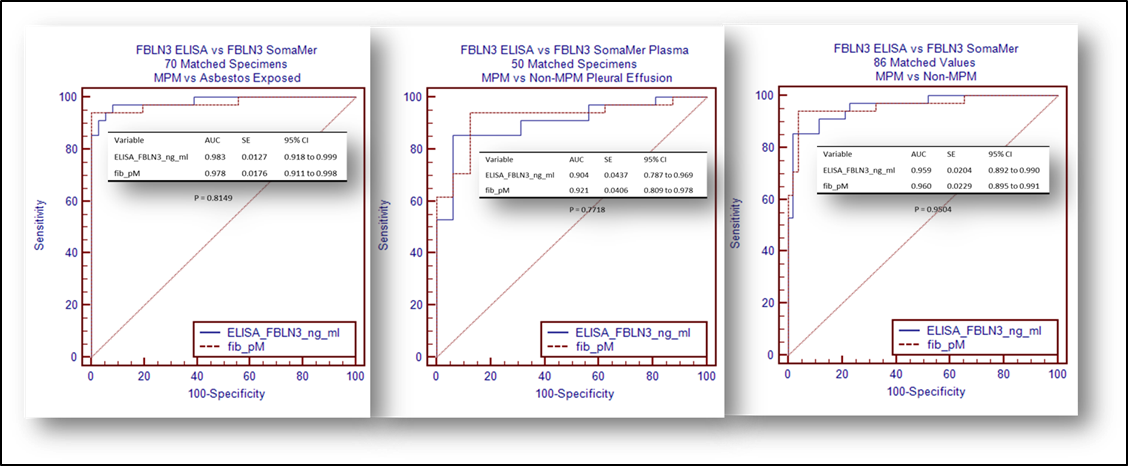 FBLN3 ELISA vs FBLN3 SomaMer
70 Matched Specimens
MPM vs Asbestos Exposed
100
80
60
40
20
0
Sensitivity
Variable AUC SE 95% CI
ELISA_FBLN3_ng_ml 0.983 0.0127 0.918 to 0.999
fib_pM 0.978 0.0176 0.911 to 0.998
P = 0.8149
ELISA_FBLN3_ng_ml
fib_pM
0 20 40 60 80 100
100-Specificity
FBLN3 ELISA vs FBLN3 SomaMer Plasma
50 Matched Specimens
MPM vs Non-MPM Pleural Effusion
100
80
60
40
20
0
Sensitivity
Variable AUC SE 95% CI
ELISA_FBLN3_ng_ml 0.904 0.0437 0.787 to 0.969
fib_pM 0.921 0.0406 0.809 to 0.978
P = 0.7718
ELISA_FBLN3_ng_ml
fib_pM
0 20 40 60 80 100
100-Specificity
FBLN3 ELISA vs FBLN3 SomaMer
86 Matched Values
MPM vs Non-MPM
100
80
60
40
20
0
Sensitivity
Variable AUC SE 95% CI
ELISA_FBLN3_ng_ml 0.959 0.0204 0.892 to 0.990
fib_pM 0.960 0.0229 0.895 to 0.991
P = 0.9504
ELISA_FBLN3_ng_ml
fib_pM
0 20 40 60 80 100
100-Specificity